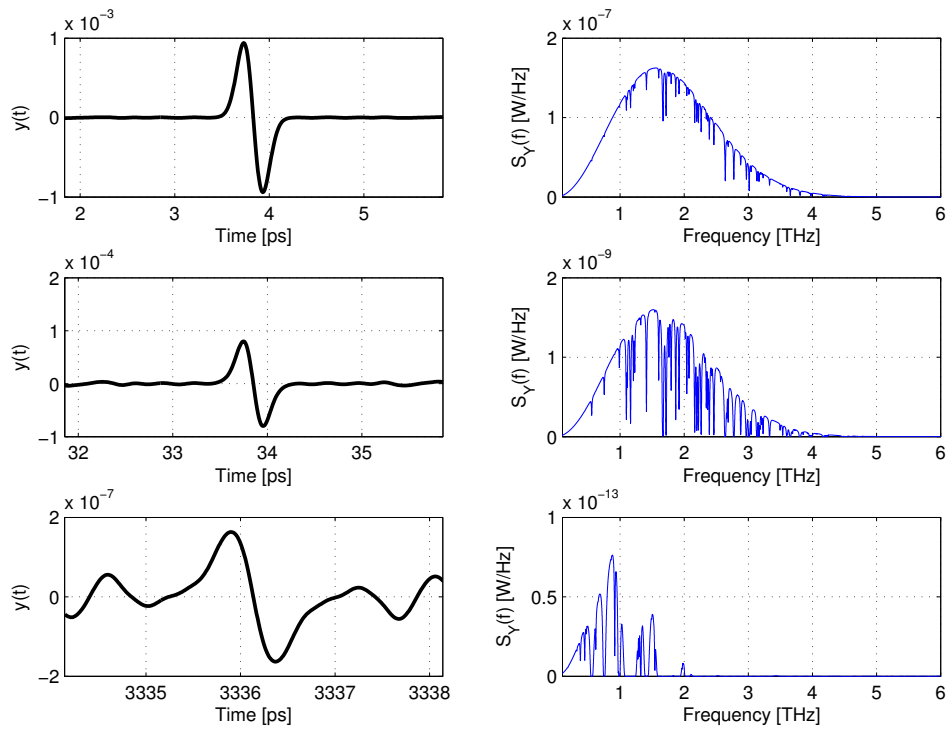 x 10^−3
1
0
−1
y(t)
2 3 4 5
Time [ps]
x 10^−7
2
1
0
S_Y(f) [W/Hz]
1 2 3 4 5 6
Frequency [THz]
x 10^−4
2
1
0
−1
y(t)
32 33 34 35
Time [ps]
x 10^−9
2
1
0
S_Y(f) [W/Hz]
1 2 3 4 5 6
Frequency [THz]
x 10^−7
2
0
−2
y(t)
3335 3336 3337 3338
Time [ps]
x 10^−13
1
0.5
0
S_Y(f) [W/Hz]
1 2 3 4 5 6
Frequency [THz]